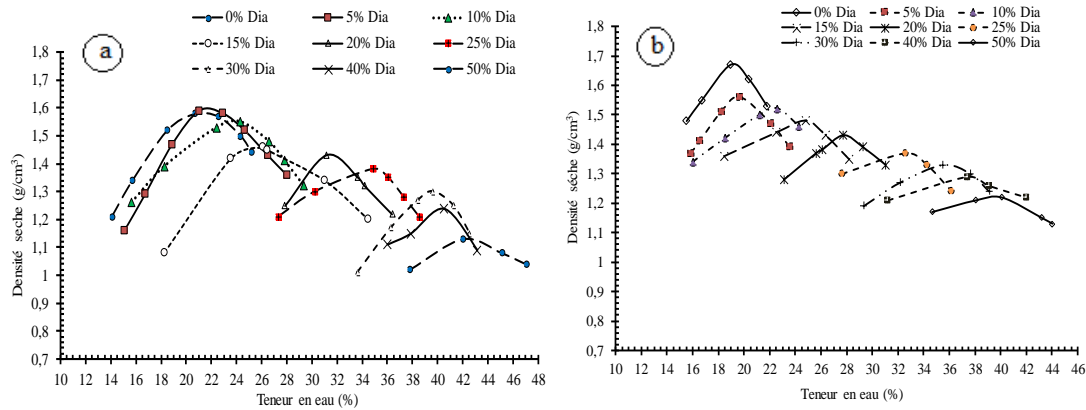 0% Dia 5% Dia 10% Dia
15% Dia 20% Dia 25% Dia
30% Dia 40% Dia 50% Dia
a
1,8
1,7
1,6
1,5
1,4
1,3
1,2
1,1
1
0,9
0,8
0,7
Densité seche (g/cm³)
10 12 14 16 18 20 22 24 26 28 30 32 34 36 38 40 42 44 46 48
Teneur en eau (%)
0% Dia 5% Dia 10% Dia
15% Dia 20% Dia 25% Dia
30% Dia 40% Dia 50% Dia
b
1,8
1,7
1,6
1,5
1,4
1,3
1,2
1,1
1
0,9
0,8
0,7
Densité sèche (g/cm³)
10 12 14 16 18 20 22 24 26 28 30 32 34 36 38 40 42 44 46
Teneur en eau (%)